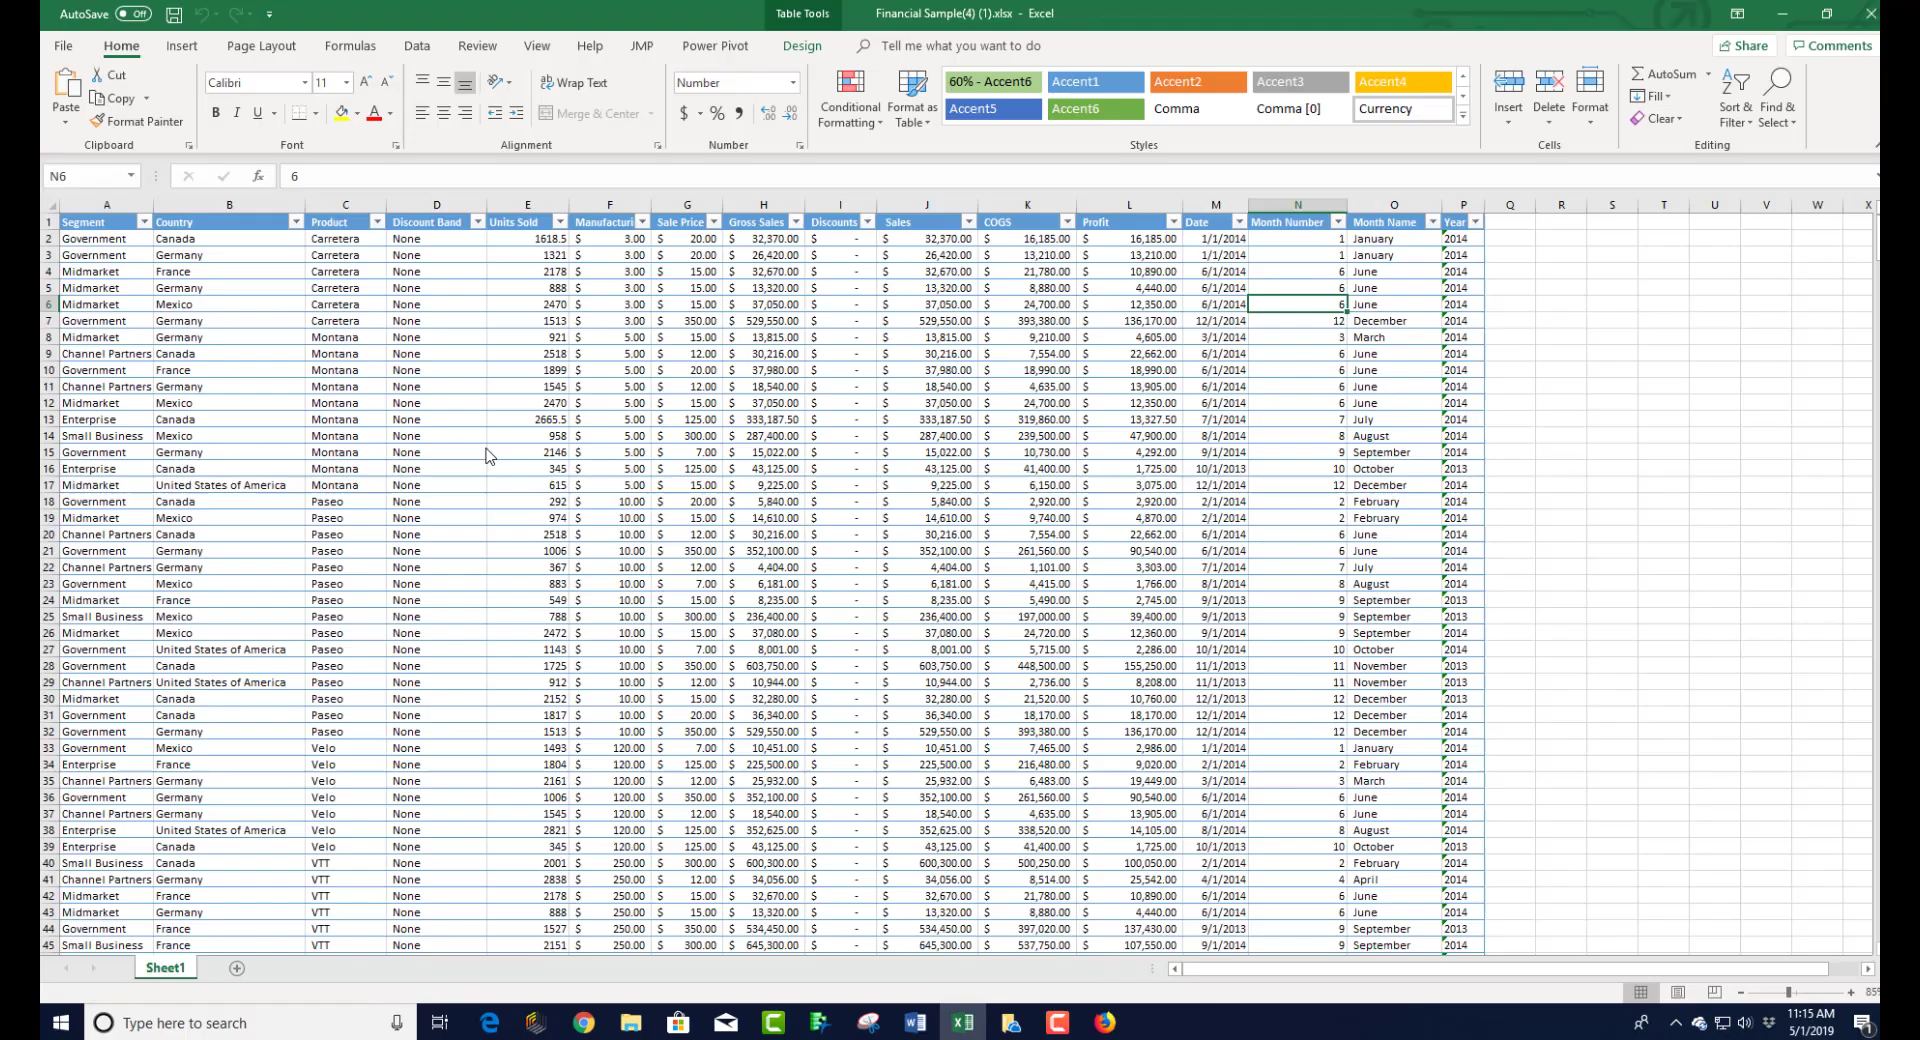 AutoSave Off Table Tools Financial Sample(4) (1).xlsx - Excel
File Home Insert Page Layout Formulas Data Review View Help JMP Power Pivot Design Tell me what you want to do Share Comments
Paste Cut Calibri 11 Wrap Text Number Conditional Formatting Format as Table 60% - Accent6 Accent1 Accent2 Accent3 Accent4 Insert Delete Format AutoSum Sort & Filter Find & Select
Copy B I U Merge & Center $ % , Accent5 Accent6 Comma Comma [0] Currency Fill
Format Painter Clear
Clipboard Font Alignment Number Styles Cells Editing
N6 fx 6
A B C D E F G H I J K L M N O P Q R S T U V W X
1 Segment Country Product Discount Band Units Sold Manufacturi Sale Price Gross Sales Discounts Sales COGS Profit Date Month Number Month Name Year
2 Government Canada Carretera None 1618.5 $ 3.00 $ 20.00 $ 32,370.00 $ - $ 32,370.00 $ 16,185.00 $ 16,185.00 1/1/2014 1 January 2014
3 Government Germany Carretera None 1321 $ 3.00 $ 20.00 $ 26,420.00 $ - $ 26,420.00 $ 13,210.00 $ 13,210.00 1/1/2014 1 January 2014
4 Midmarket France Carretera None 2178 $ 3.00 $ 15.00 $ 32,670.00 $ - $ 32,670.00 $ 21,780.00 $ 10,890.00 6/1/2014 6 June 2014
5 Midmarket Germany Carretera None 888 $ 3.00 $ 15.00 $ 13,320.00 $ - $ 13,320.00 $ 8,880.00 $ 4,440.00 6/1/2014 6 June 2014
6 Midmarket Mexico Carretera None 2470 $ 3.00 $ 15.00 $ 37,050.00 $ - $ 37,050.00 $ 24,700.00 $ 12,350.00 6/1/2014 6 June 2014
7 Government Germany Carretera None 1513 $ 3.00 $ 350.00 $ 529,550.00 $ - $ 529,550.00 $ 393,380.00 $ 136,170.00 12/1/2014 12 December 2014
8 Midmarket Germany Montana None 921 $ 5.00 $ 15.00 $ 13,815.00 $ - $ 13,815.00 $ 9,210.00 $ 4,605.00 3/1/2014 3 March 2014
9 Channel Partners Canada Montana None 2518 $ 5.00 $ 12.00 $ 30,216.00 $ - $ 30,216.00 $ 7,554.00 $ 22,662.00 6/1/2014 6 June 2014
10 Government France Montana None 1899 $ 5.00 $ 20.00 $ 37,980.00 $ - $ 37,980.00 $ 18,990.00 $ 18,990.00 6/1/2014 6 June 2014
11 Channel Partners Germany Montana None 1545 $ 5.00 $ 12.00 $ 18,540.00 $ - $ 18,540.00 $ 4,635.00 $ 13,905.00 6/1/2014 6 June 2014
12 Midmarket Mexico Montana None 2470 $ 5.00 $ 15.00 $ 37,050.00 $ - $ 37,050.00 $ 24,700.00 $ 12,350.00 6/1/2014 6 June 2014
13 Enterprise Canada Montana None 2665.5 $ 5.00 $ 125.00 $ 333,187.50 $ - $ 333,187.50 $ 319,860.00 $ 13,327.50 7/1/2014 7 July 2014
14 Small Business Mexico Montana None 958 $ 5.00 $ 300.00 $ 287,400.00 $ - $ 287,400.00 $ 239,500.00 $ 47,900.00 8/1/2014 8 August 2014
15 Government Germany Montana None 2146 $ 5.00 $ 7.00 $ 15,022.00 $ - $ 15,022.00 $ 10,730.00 $ 4,292.00 9/1/2014 9 September 2014
16 Enterprise Canada Montana None 345 $ 5.00 $ 125.00 $ 43,125.00 $ - $ 43,125.00 $ 41,400.00 $ 1,725.00 10/1/2013 10 October 2013
17 Midmarket United States of America Montana None 615 $ 5.00 $ 15.00 $ 9,225.00 $ - $ 9,225.00 $ 6,150.00 $ 3,075.00 12/1/2014 12 December 2014
18 Government Canada Paseo None 292 $ 10.00 $ 20.00 $ 5,840.00 $ - $ 5,840.00 $ 2,920.00 $ 2,920.00 2/1/2014 2 February 2014
19 Midmarket Mexico Paseo None 974 $ 10.00 $ 15.00 $ 14,610.00 $ - $ 14,610.00 $ 9,740.00 $ 4,870.00 2/1/2014 2 February 2014
20 Channel Partners Canada Paseo None 2518 $ 10.00 $ 12.00 $ 30,216.00 $ - $ 30,216.00 $ 7,554.00 $ 22,662.00 6/1/2014 6 June 2014
21 Government Germany Paseo None 1006 $ 10.00 $ 350.00 $ 352,100.00 $ - $ 352,100.00 $ 261,560.00 $ 90,540.00 6/1/2014 6 June 2014
22 Channel Partners Germany Paseo None 367 $ 10.00 $ 12.00 $ 4,404.00 $ - $ 4,404.00 $ 1,101.00 $ 3,303.00 7/1/2014 7 July 2014
23 Government Mexico Paseo None 883 $ 10.00 $ 7.00 $ 6,181.00 $ - $ 6,181.00 $ 4,415.00 $ 1,766.00 8/1/2014 8 August 2014
24 Midmarket France Paseo None 549 $ 10.00 $ 15.00 $ 8,235.00 $ - $ 8,235.00 $ 5,490.00 $ 2,745.00 9/1/2013 9 September 2013
25 Small Business Mexico Paseo None 788 $ 10.00 $ 300.00 $ 236,400.00 $ - $ 236,400.00 $ 197,000.00 $ 39,400.00 9/1/2013 9 September 2013
26 Midmarket Mexico Paseo None 2472 $ 10.00 $ 15.00 $ 37,080.00 $ - $ 37,080.00 $ 24,720.00 $ 12,360.00 9/1/2014 9 September 2014
27 Government United States of America Paseo None 1143 $ 10.00 $ 7.00 $ 8,001.00 $ - $ 8,001.00 $ 5,715.00 $ 2,286.00 10/1/2014 10 October 2014
28 Government Canada Paseo None 1725 $ 10.00 $ 350.00 $ 603,750.00 $ - $ 603,750.00 $ 448,500.00 $ 155,250.00 11/1/2013 11 November 2013
29 Channel Partners United States of America Paseo None 912 $ 10.00 $ 12.00 $ 10,944.00 $ - $ 10,944.00 $ 2,736.00 $ 8,208.00 11/1/2013 11 November 2013
30 Midmarket Canada Paseo None 2152 $ 10.00 $ 15.00 $ 32,280.00 $ - $ 32,280.00 $ 21,520.00 $ 10,760.00 12/1/2013 12 December 2013
31 Government Canada Paseo None 1817 $ 10.00 $ 20.00 $ 36,340.00 $ - $ 36,340.00 $ 18,170.00 $ 18,170.00 12/1/2014 12 December 2014
32 Government Germany Paseo None 1513 $ 10.00 $ 350.00 $ 529,550.00 $ - $ 529,550.00 $ 393,380.00 $ 136,170.00 12/1/2014 12 December 2014
33 Government Mexico Velo None 1493 $ 120.00 $ 7.00 $ 10,451.00 $ - $ 10,451.00 $ 7,465.00 $ 2,986.00 1/1/2014 1 January 2014
34 Enterprise France Velo None 1804 $ 120.00 $ 125.00 $ 225,500.00 $ - $ 225,500.00 $ 216,480.00 $ 9,020.00 2/1/2014 2 February 2014
35 Channel Partners Germany Velo None 2161 $ 120.00 $ 12.00 $ 25,932.00 $ - $ 25,932.00 $ 6,483.00 $ 19,449.00 3/1/2014 3 March 2014
36 Government Germany Velo None 1006 $ 120.00 $ 350.00 $ 352,100.00 $ - $ 352,100.00 $ 261,560.00 $ 90,540.00 6/1/2014 6 June 2014
37 Channel Partners Germany Velo None 1545 $ 120.00 $ 12.00 $ 18,540.00 $ - $ 18,540.00 $ 4,635.00 $ 13,905.00 6/1/2014 6 June 2014
38 Enterprise United States of America Velo None 2821 $ 120.00 $ 125.00 $ 352,625.00 $ - $ 352,625.00 $ 338,520.00 $ 14,105.00 8/1/2014 8 August 2014
39 Enterprise Canada Velo None 345 $ 120.00 $ 125.00 $ 43,125.00 $ - $ 43,125.00 $ 41,400.00 $ 1,725.00 10/1/2013 10 October 2013
40 Small Business Canada VTT None 2001 $ 250.00 $ 300.00 $ 600,300.00 $ - $ 600,300.00 $ 500,250.00 $ 100,050.00 2/1/2014 2 February 2014
41 Channel Partners Germany VTT None 2838 $ 250.00 $ 12.00 $ 34,056.00 $ - $ 34,056.00 $ 8,514.00 $ 25,542.00 4/1/2014 4 April 2014
42 Midmarket France VTT None 2178 $ 250.00 $ 15.00 $ 32,670.00 $ - $ 32,670.00 $ 21,780.00 $ 10,890.00 6/1/2014 6 June 2014
43 Midmarket Germany VTT None 888 $ 250.00 $ 15.00 $ 13,320.00 $ - $ 13,320.00 $ 8,880.00 $ 4,440.00 6/1/2014 6 June 2014
44 Government France VTT None 1527 $ 250.00 $ 350.00 $ 534,450.00 $ - $ 534,450.00 $ 397,020.00 $ 137,430.00 9/1/2013 9 September 2013
45 Small Business France VTT None 2151 $ 250.00 $ 300.00 $ 645,300.00 $ - $ 645,300.00 $ 537,750.00 $ 107,550.00 9/1/2014 9 September 2014
Sheet1
85%
Type here to search 11:15 AM
5/1/2019